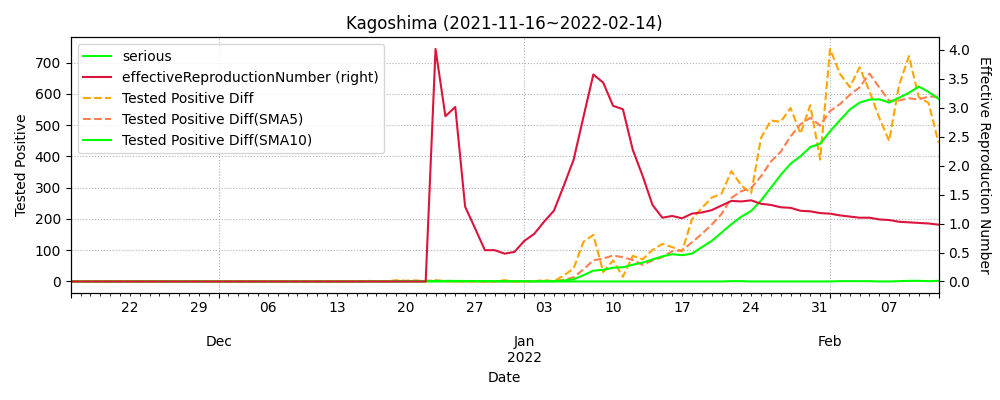 Kagoshima (2021-11-16~2022-02-14)
serious
effectiveReproductionNumber (right)
Tested Positive Diff
Tested Positive Diff(SMA5)
Tested Positive Diff(SMA10)
Tested Positive
700
600
500
400
300
200
100
0
4.0
3.5
3.0
2.5
2.0
1.5
1.0
0.5
0.0
Effective Reproduction Number
22 29 06 13 20 27 03 10 17 24 31 07
Dec Jan Feb
2022
Date